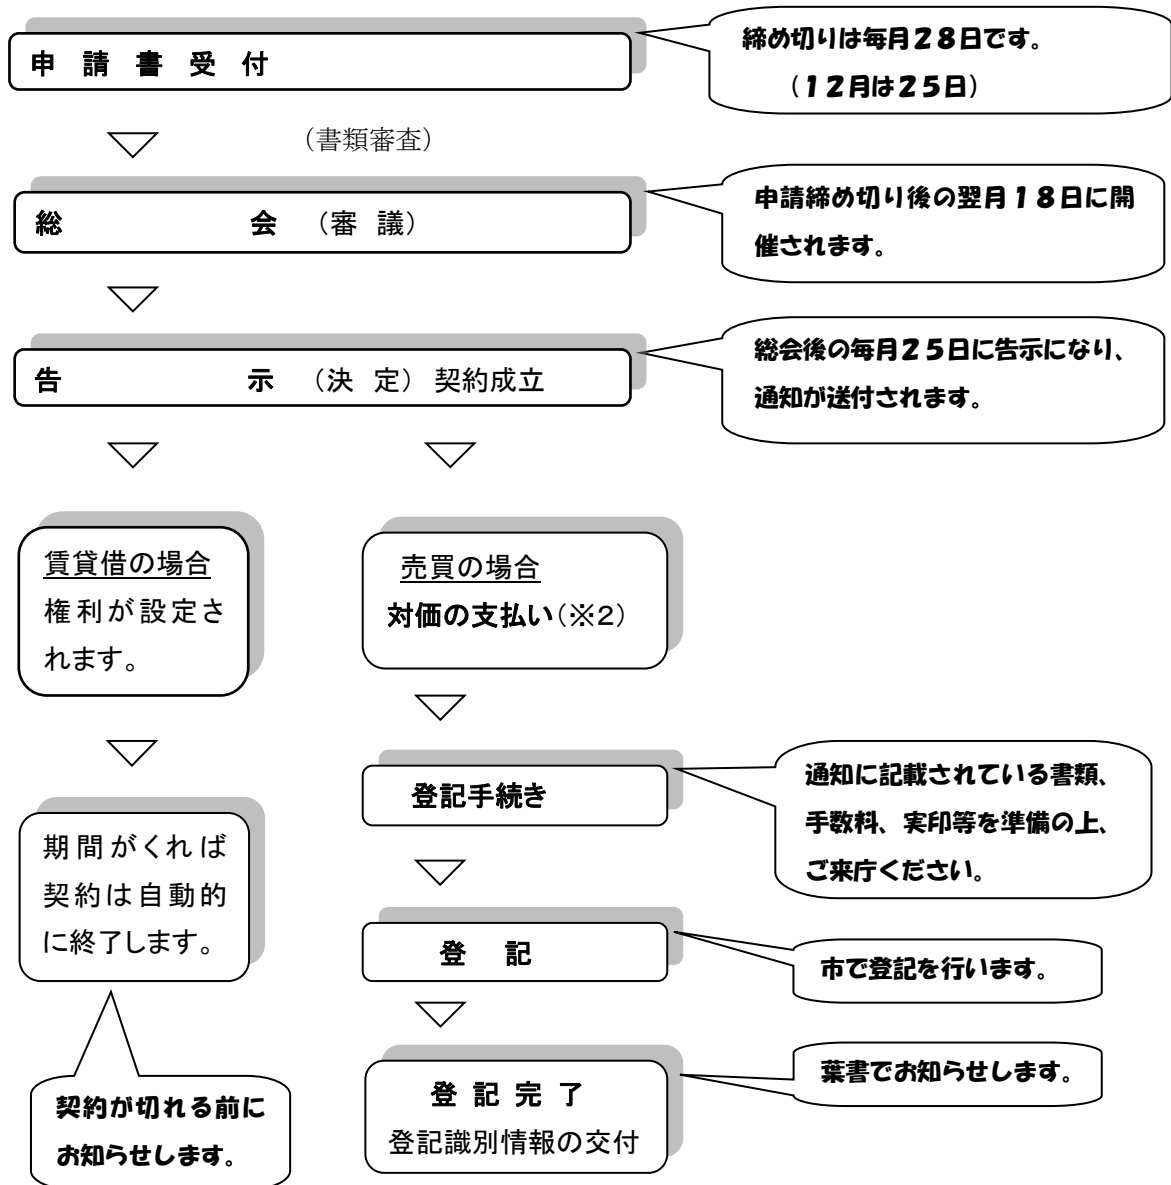 申請書受付
締め切りは毎月28日です。
(12月は25日)
(書類審査)
総会 (審議)
申請締め切り後の翌月18日に開
催されます。
告示 (決定) 契約成立
総会後の毎月25日に告示になり、
通知が送付されます。
賃貸借の場合
権利が設定さ
れます。
売買の場合
対価の支払い(※2)
期間がくれば
契約は自動的
に終了します。
契約が切れる前に
お知らせします。
登記手続き
通知に記載されている書類、
手数料、実印等を準備の上、
ご来庁ください。
登記
市で登記を行います。
登記完了
登記識別情報の交付
葉書でお知らせします。